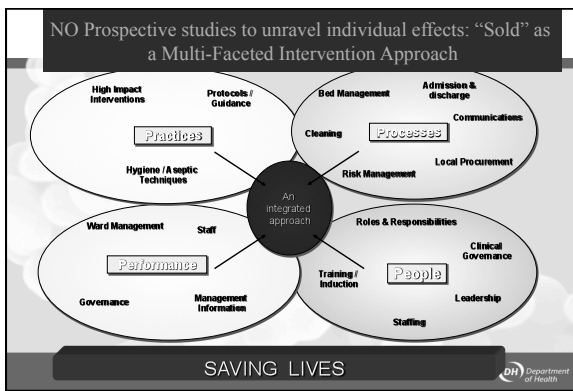 NO Prospective studies to unravel individual effects: “Sold” as
a Multi-Faceted Intervention Approach
High Impact
Interventions
Protocols /
Guidance
Practices
Hygiene / Aseptic
Techniques
Bed Management
Admission &
discharge
Communications
Cleaning
Processes
Local Procurement
Risk Management
An
integrated
approach
Ward Management
Staff
Performance
Governance
Management
Information
Roles & Responsibilities
Clinical
Governance
Training /
Induction
People
Leadership
Staffing
SAVING LIVES
DH Department
of Health